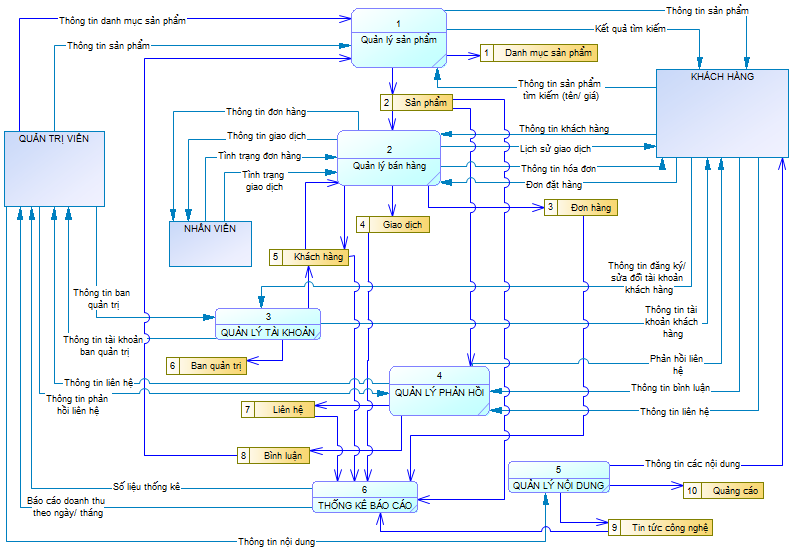 Thông tin danh mục sản phẩm
1
Quản lý sản phẩm
Thông tin sản phẩm
Kết quả tìm kiếm
Thông tin sản phẩm
1 Danh mục sản phẩm
KHÁCH HÀNG
Thông tin sản phẩm
tìm kiếm (tên/ giá)
2 Sản phẩm
Thông tin đơn hàng
QUẢN TRỊ VIÊN
Thông tin giao dịch
2
Quản lý bán hàng
Thông tin khách hàng
Lịch sử giao dịch
Tình trạng đơn hàng
Thông tin hóa đơn
Tình trạng
giao dịch
Đơn đặt hàng
3 Đơn hàng
NHÂN VIÊN
4 Giao dịch
5 Khách hàng
Thông tin đăng ký/
sửa đổi tài khoản
khách hàng
Thông tin ban
quản trị
3
QUẢN LÝ TÀI KHOẢN
Thông tin tài
khoản khách
hàng
Thông tin tài khoản
ban quản trị
6 Ban quản trị
Phản hồi liên
hệ
4
QUẢN LÝ PHẢN HỒI
Thông tin liên hệ
Thông tin bình luận
Thông tin phản
hồi liên hệ
7 Liên hệ
Thông tin liên hệ
8 Bình luận
Thông tin các nội dung
5
QUẢN LÝ NỘI DUNG
Số liệu thống kê
6
THỐNG KÊ BÁO CÁO
10 Quảng cáo
Báo cáo doanh thu
theo ngày/ tháng
9 Tin tức công nghệ
Thông tin nội dung